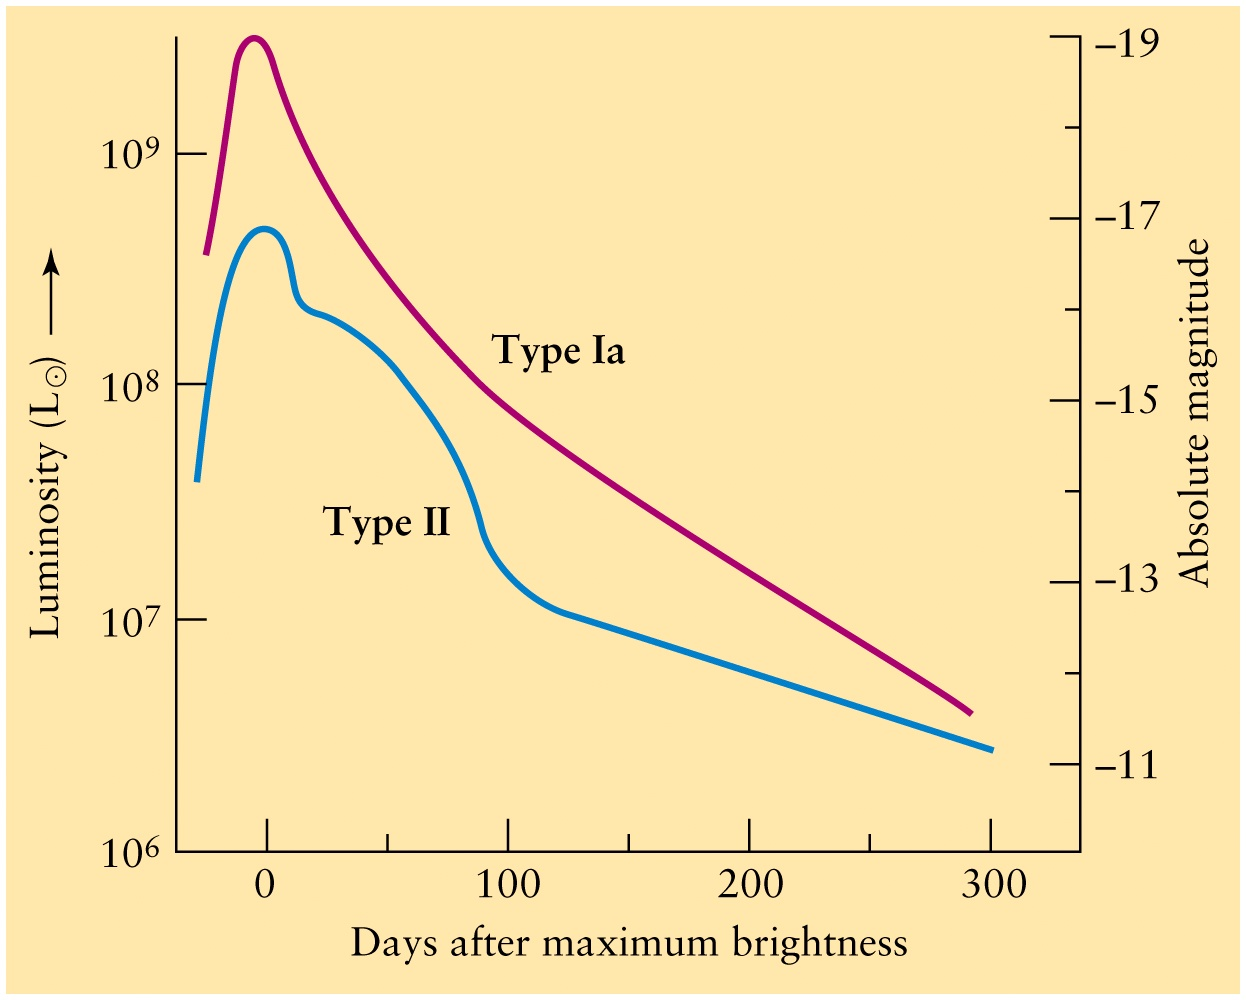 Luminosity (L☉) ⟶
10⁹
10⁸
10⁷
10⁶
Type Ia
Type II
–19
–17
–15
–13
–11
Absolute magnitude
0 100 200 300
Days after maximum brightness